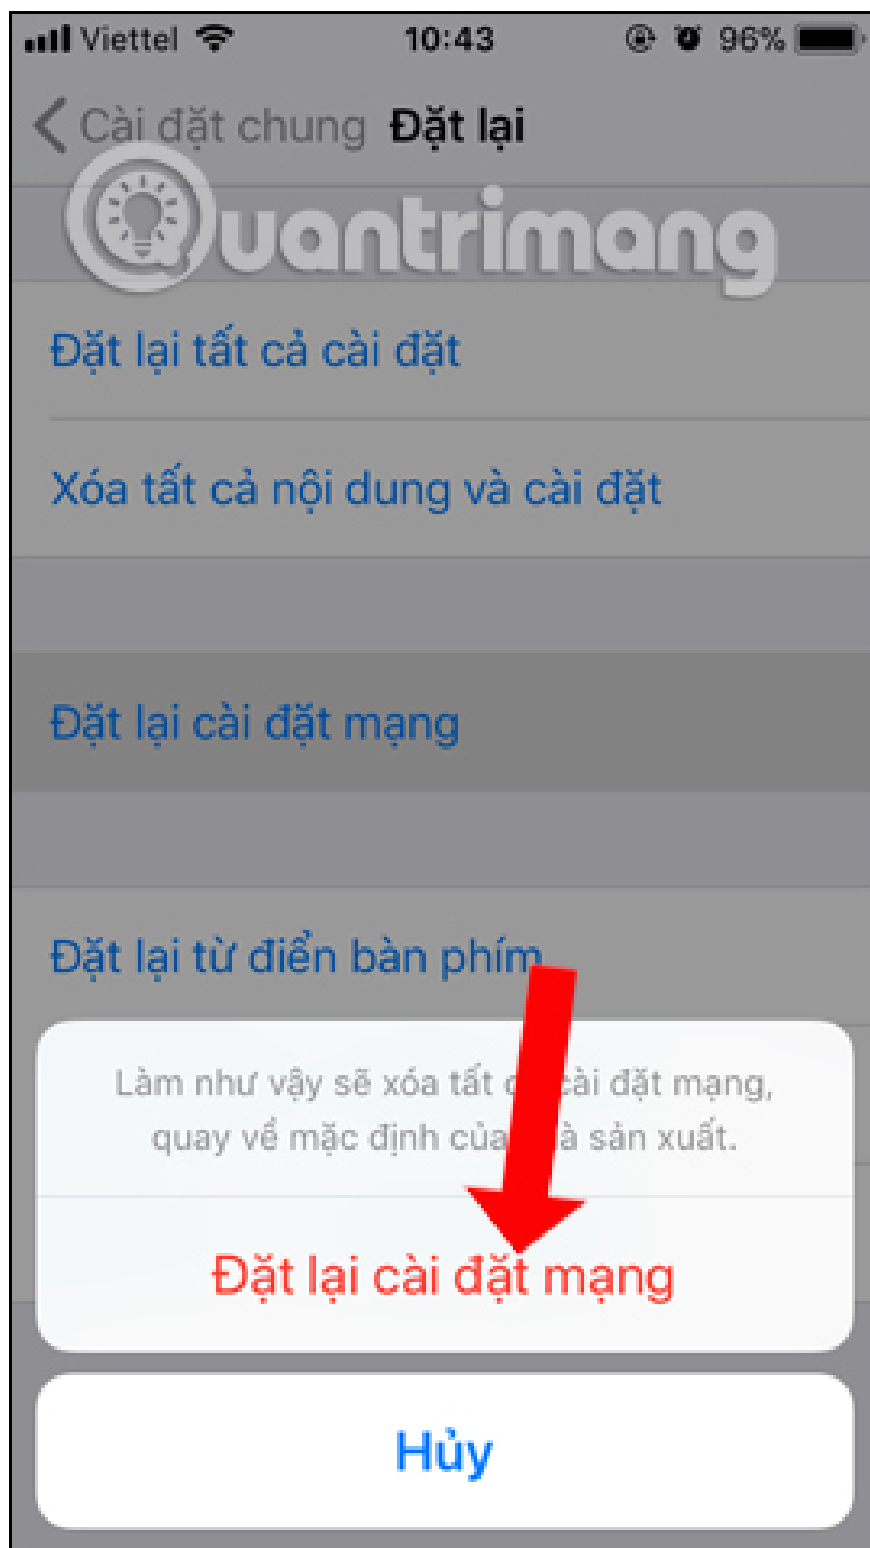 Viettel 10:43 96%
Cài đặt chung Đặt lại
Quantrimang
Đặt lại tất cả cài đặt
Xóa tất cả nội dung và cài đặt
Đặt lại cài đặt mạng
Đặt lại từ điển bàn phím
Làm như vậy sẽ xóa tất cài đặt mạng,
quay về mặc định của sản xuất.
Đặt lại cài đặt mạng
Hủy